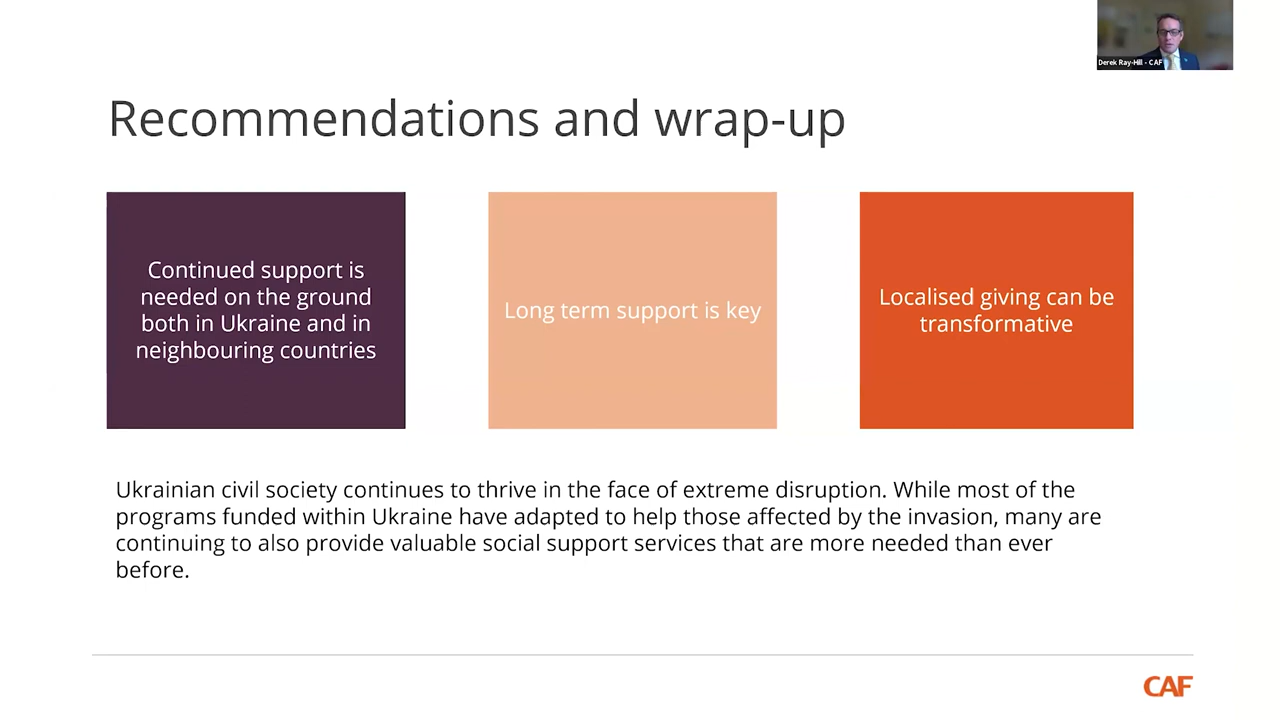 Derek Ray-Hill - CAF
Recommendations and wrap-up
Continued support is
needed on the ground
both in Ukraine and in
neighbouring countries
Long term support is key
Localised giving can be
transformative
Ukrainian civil society continues to thrive in the face of extreme disruption. While most of the
programs funded within Ukraine have adapted to help those affected by the invasion, many are
continuing to also provide valuable social support services that are more needed than ever
before.
CAF